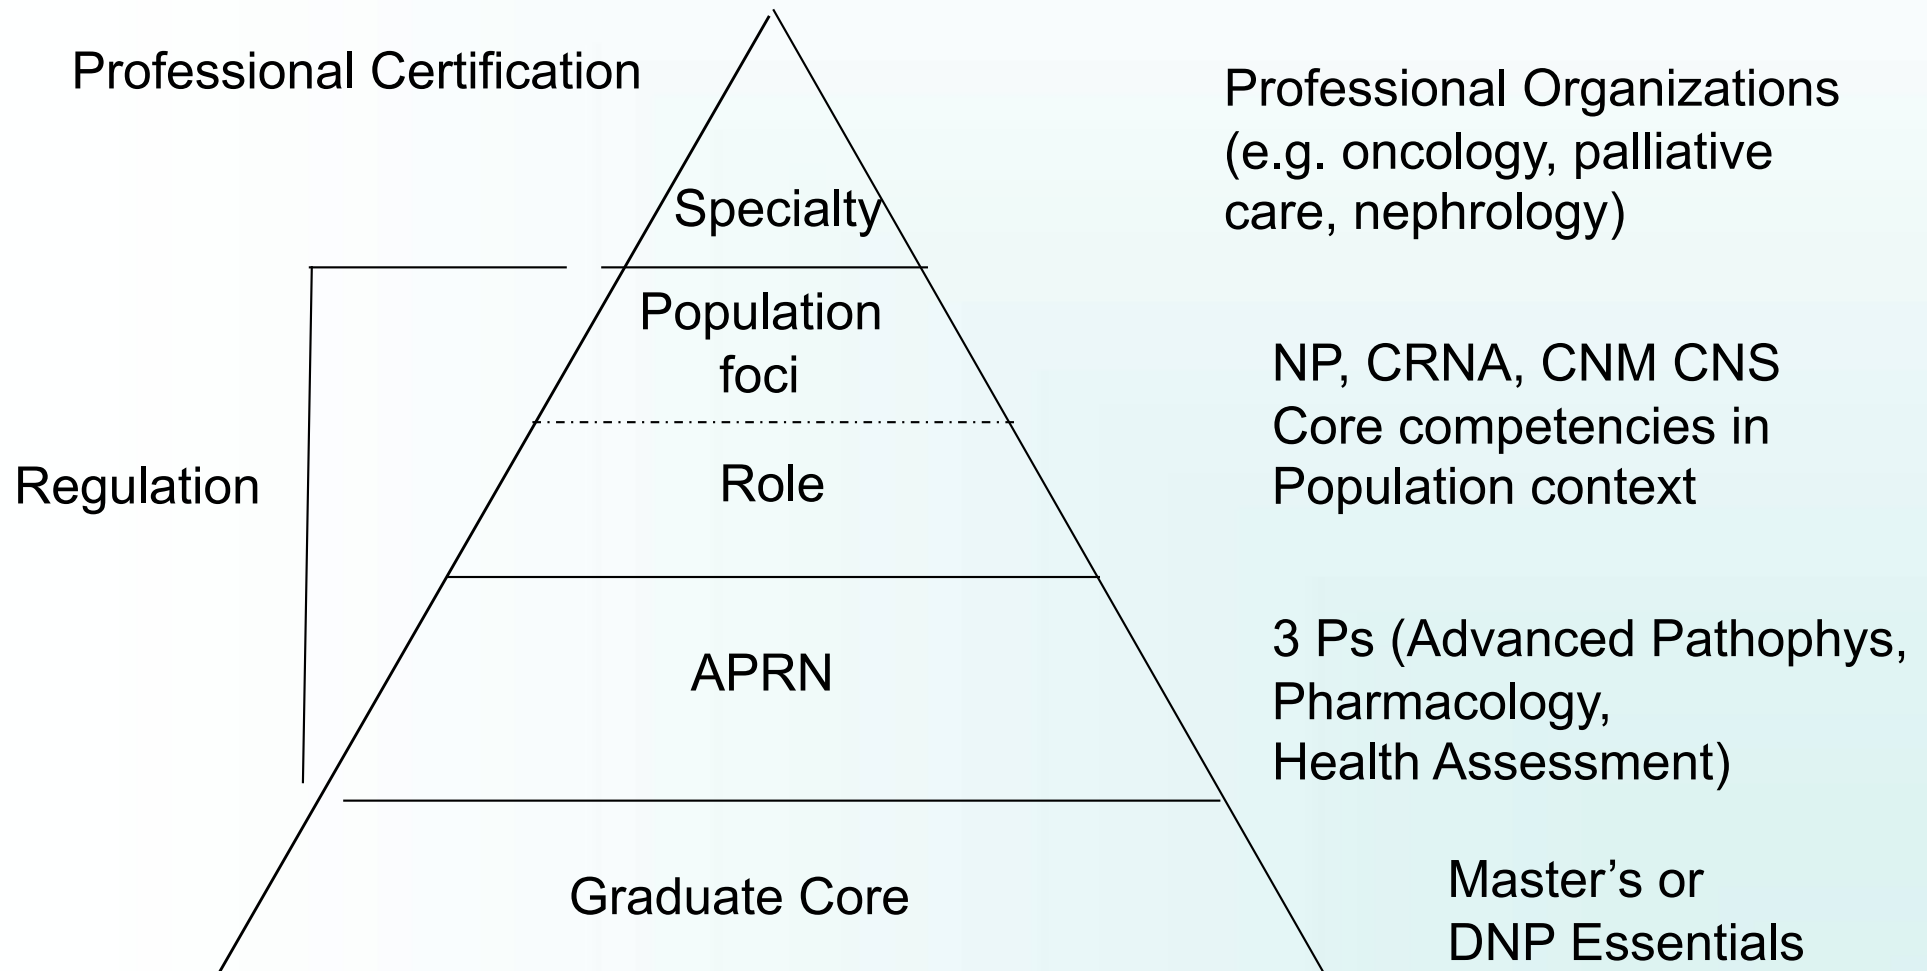 Professional Certification
Professional Organizations
(e.g. oncology, palliative
care, nephrology)
Specialty
Population
foci
NP, CRNA, CNM CNS
Core competencies in
Population context
Regulation
Role
3 Ps (Advanced Pathophys,
Pharmacology,
Health Assessment)
APRN
Graduate Core
Master’s or
DNP Essentials